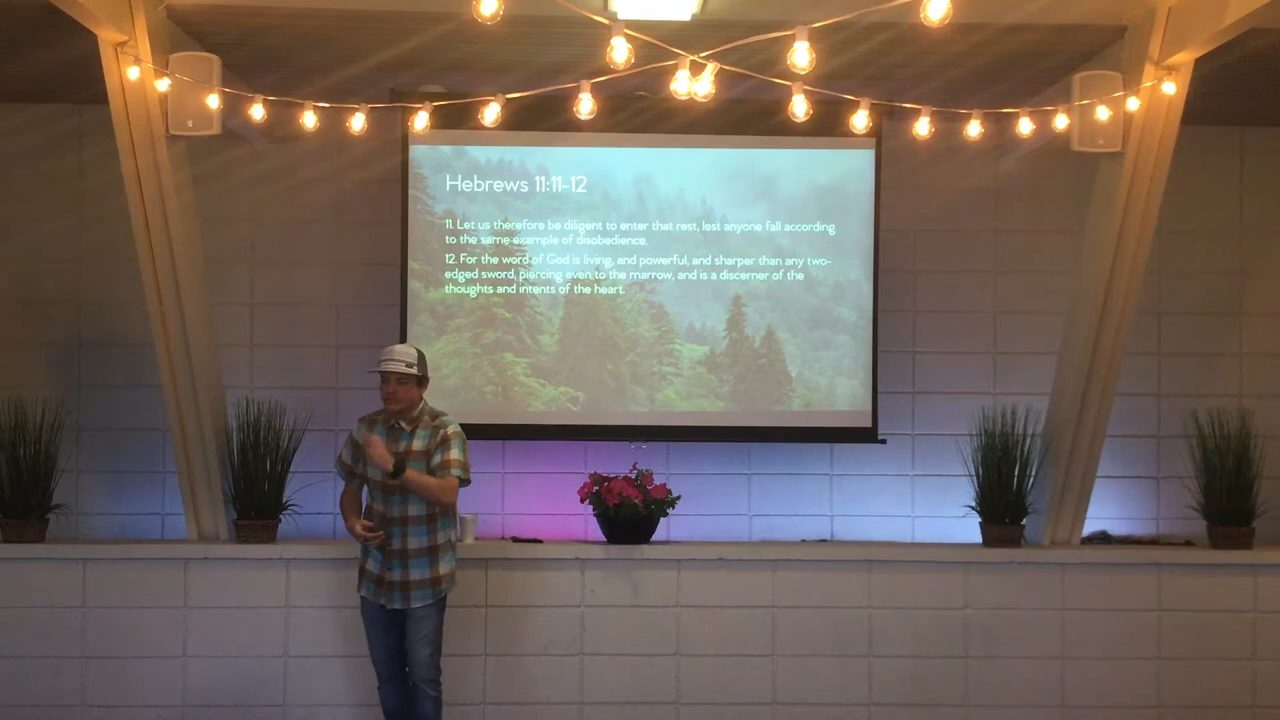 Hebrews 11:11-12
11. Let us therefore be diligent to enter that rest, lest anyone fall according
to the same example of disobedience.
12. For the word of God is living, and powerful, and sharper than any two-
edged sword, piercing even to the marrow, and is a discerner of the
thoughts and intents of the heart.